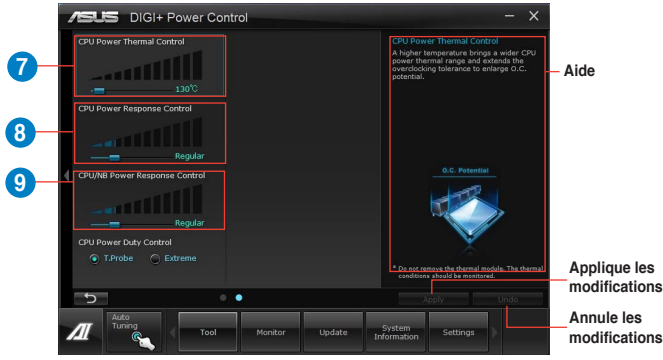 ASUS DIGI+ Power Control
CPU Power Thermal Control
130°C
7
CPU Power Response Control
Regular
8
CPU/NB Power Response Control
Regular
9
CPU Power Duty Control
T.Probe Extreme
CPU Power Thermal Control
A higher temperature brings a wider CPU
power thermal range and extends the
overclocking tolerance to enlarge O.C.
potential.
O.C. Potential
* Do not remove the thermal module. The thermal
conditions should be monitored.
Aide
Apply Undo
Applique les
modifications
Annule les
modifications
AI
Auto
Tuning
Tool
Monitor
Update
System
Information
Settings